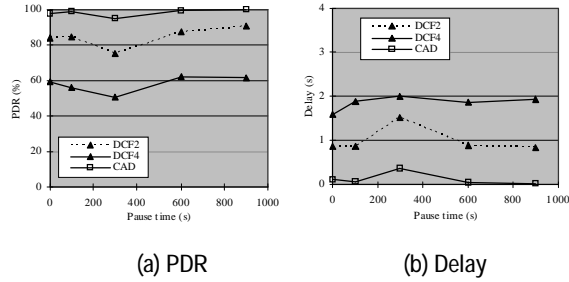 100
80
60
40
20
0
PDR (%)
DCF2
DCF4
CAD
0 200 400 600 800 1000
Pause time (s)
(a) PDR
4
3
2
1
0
Delay (s)
DCF2
DCF4
CAD
0 200 400 600 800 1000
Pause time (s)
(b) Delay